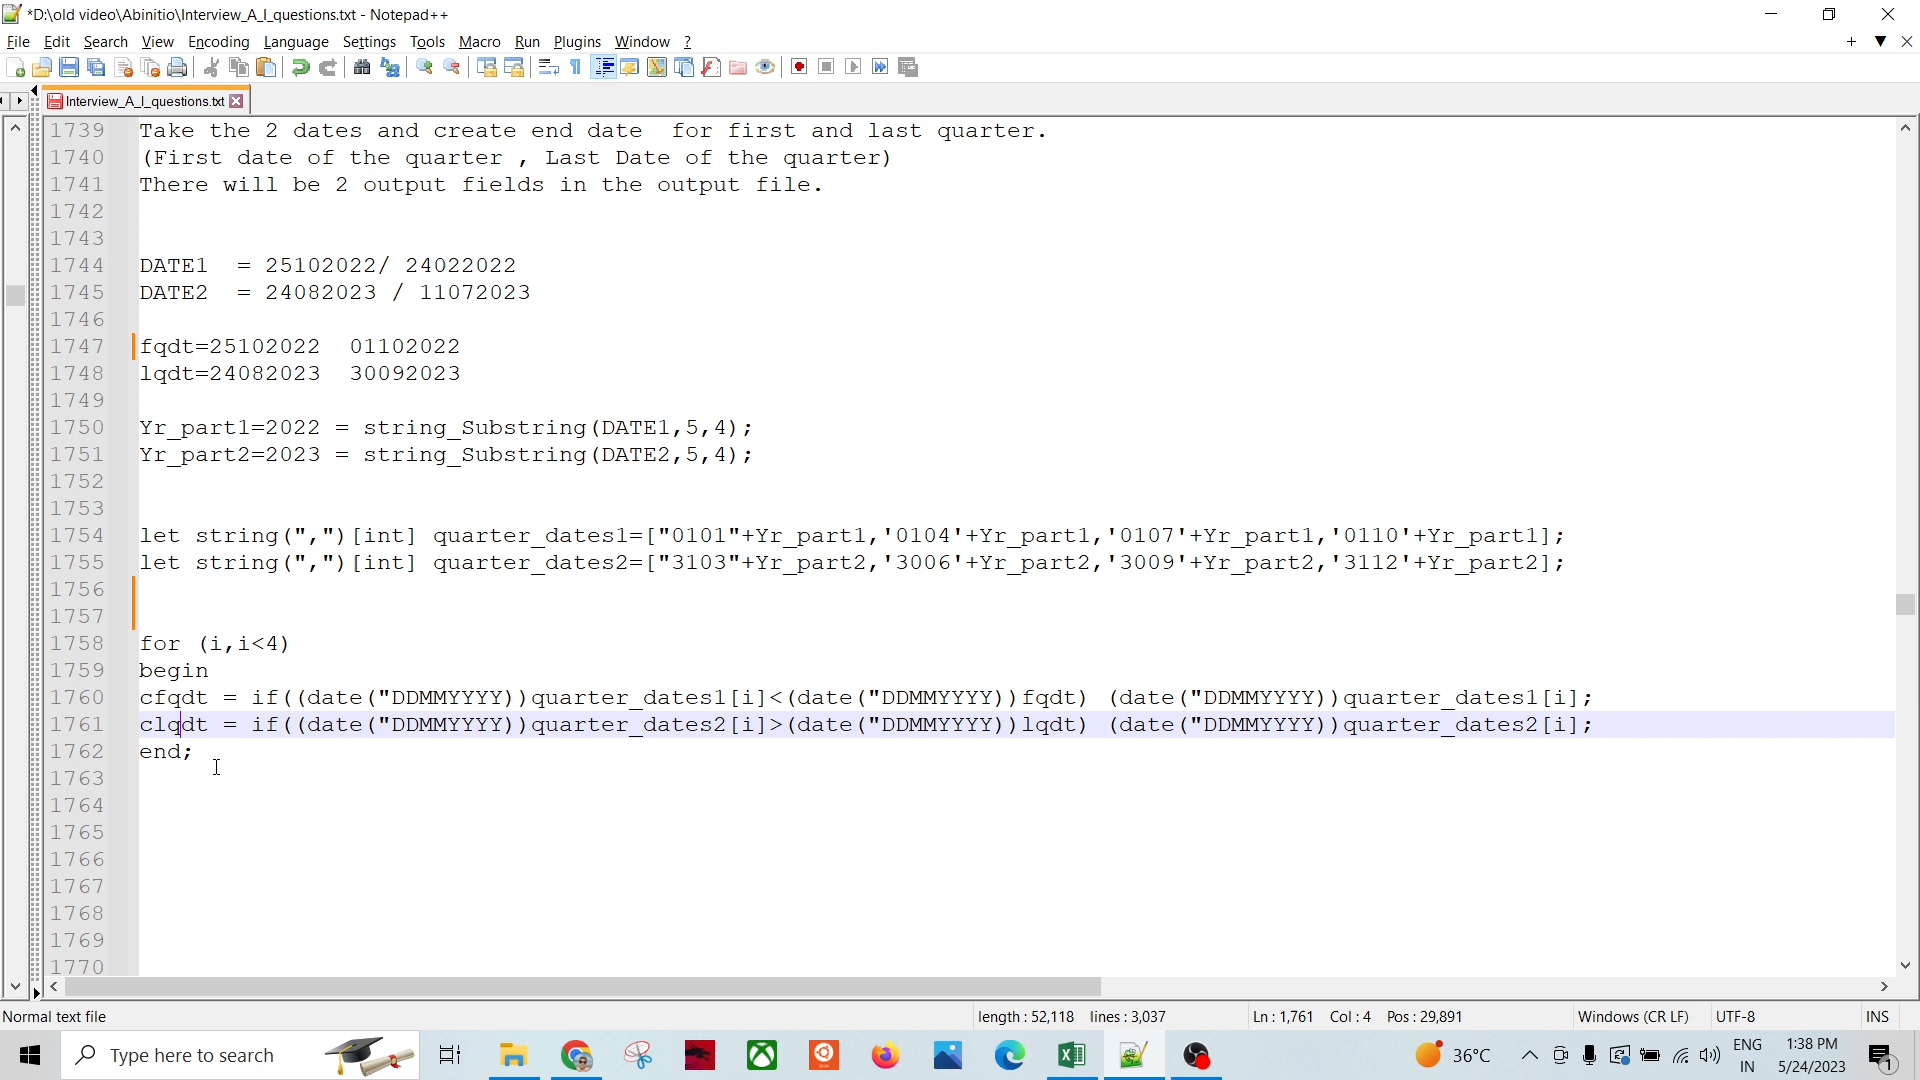 *D:\old video\Abinitio\Interview_A_I_questions.txt - Notepad++
File Edit Search View Encoding Language Settings Tools Macro Run Plugins Window ?
Interview_A_I_questions.txt
1739 Take the 2 dates and create end date  for first and last quarter.
1740 (First date of the quarter , Last Date of the quarter)
1741 There will be 2 output fields in the output file.
1742
1743
1744 DATE1  = 25102022/ 24022022
1745 DATE2  = 24082023 / 11072023
1746
1747 fqdt=25102022  01102022
1748 lqdt=24082023  30092023
1749
1750 Yr_part1=2022 = string_Substring(DATE1,5,4);
1751 Yr_part2=2023 = string_Substring(DATE2,5,4);
1752
1753
1754 let string(",")[int] quarter_dates1=["0101"+Yr_part1,'0104'+Yr_part1,'0107'+Yr_part1,'0110'+Yr_part1];
1755 let string(",")[int] quarter_dates2=["3103"+Yr_part2,'3006'+Yr_part2,'3009'+Yr_part2,'3112'+Yr_part2];
1756
1757
1758 for (i,i<4)
1759 begin
1760 cfqdt = if((date("DDMMYYYY"))quarter_dates1[i]<(date("DDMMYYYY"))fqdt) (date("DDMMYYYY"))quarter_dates1[i];
1761 clqdt = if((date("DDMMYYYY"))quarter_dates2[i]>(date("DDMMYYYY"))lqdt) (date("DDMMYYYY"))quarter_dates2[i];
1762 end;
1763
1764
1765
1766
1767
1768
1769
1770
Normal text file length : 52,118 lines : 3,037 Ln : 1,761 Col : 4 Pos : 29,891 Windows (CR LF) UTF-8 INS
Type here to search 36°C ENG IN 1:38 PM 5/24/2023 1